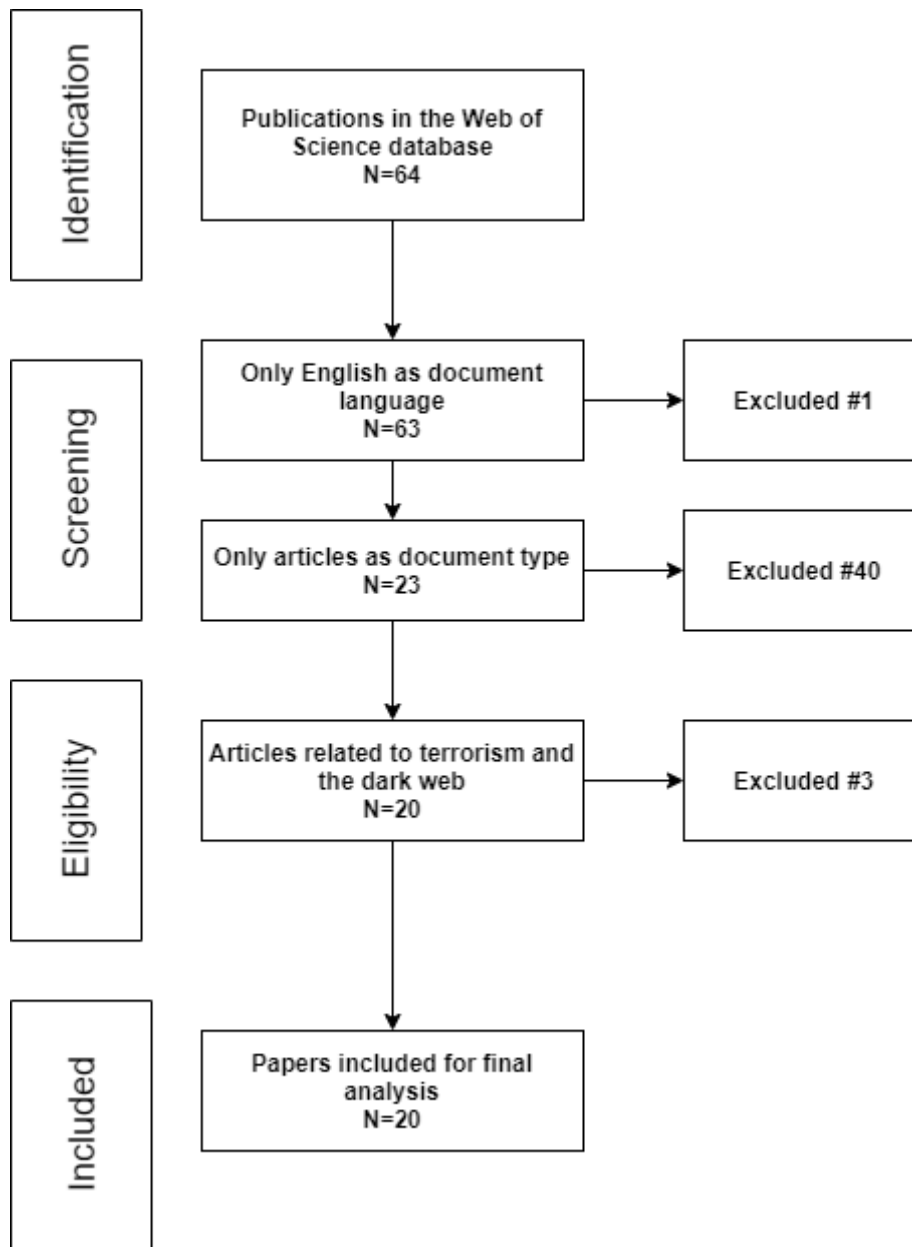 Identification
Publications in the Web of
Science database
N=64
Screening
Only English as document
language
N=63
Excluded #1
Only articles as document type
N=23
Excluded #40
Eligibility
Articles related to terrorism and
the dark web
N=20
Excluded #3
Included
Papers included for final
analysis
N=20